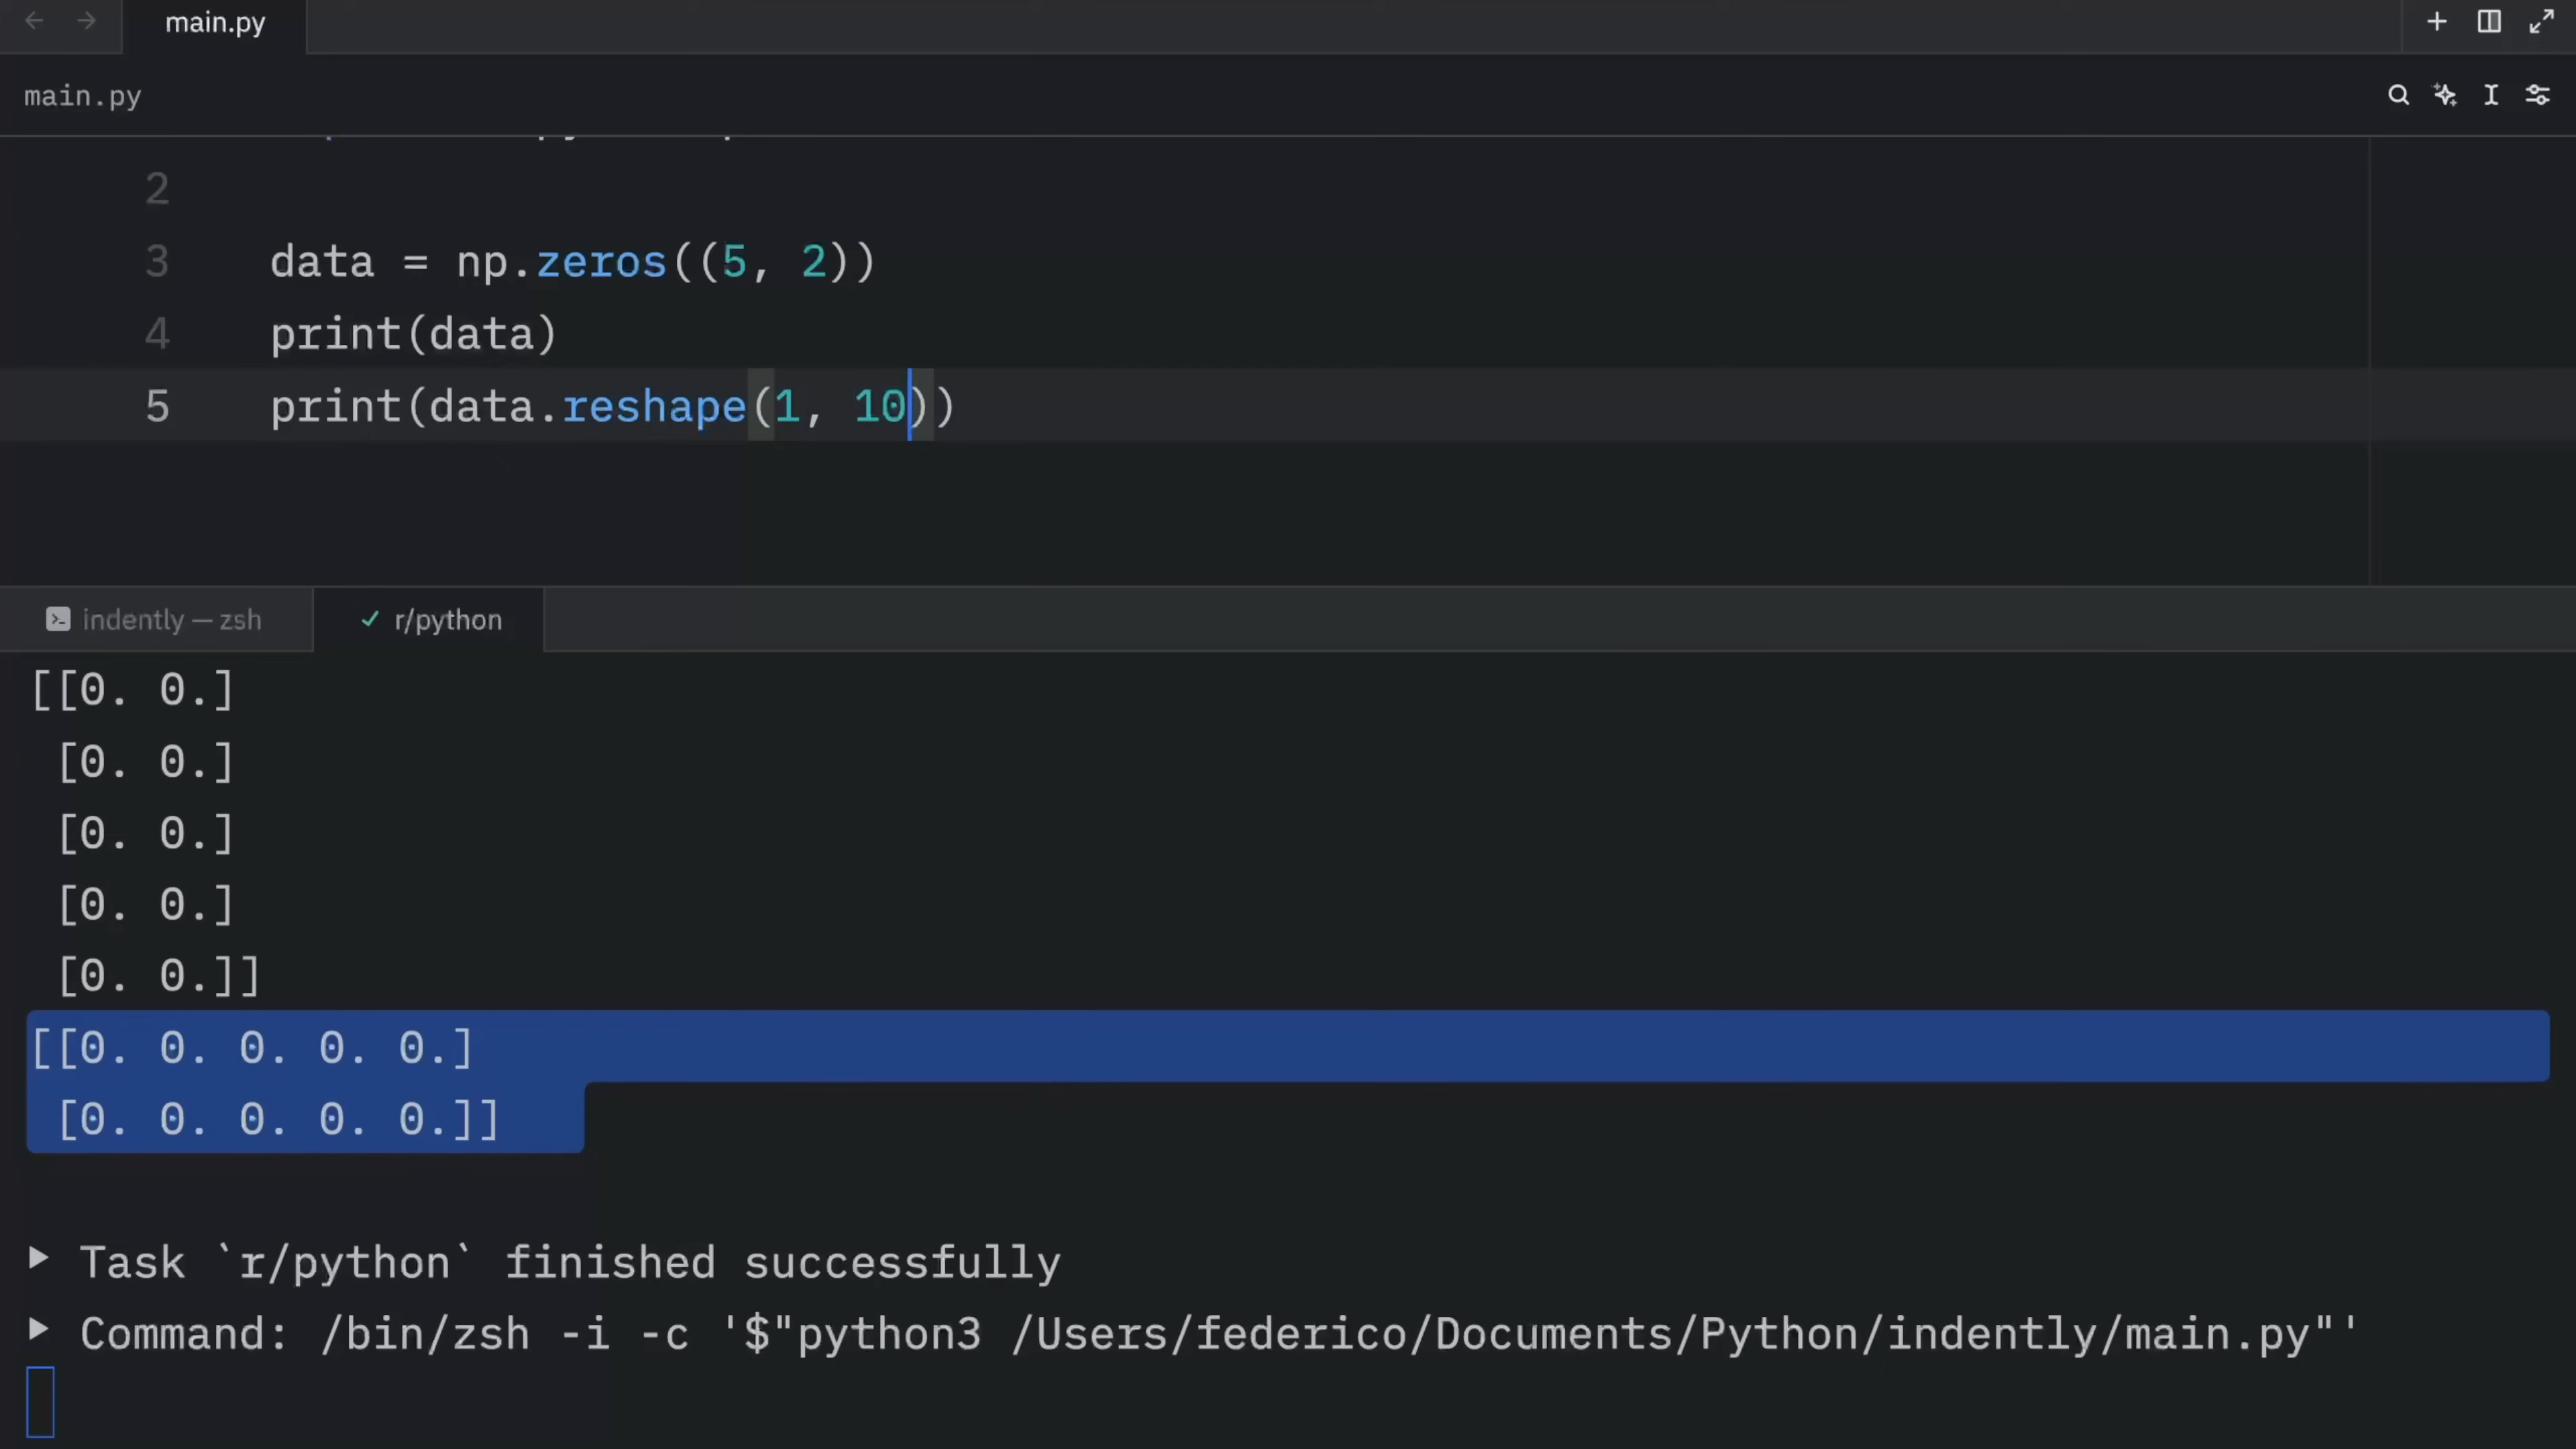 main.py
main.py
2
3 data = np.zeros((5, 2))
4 print(data)
5 print(data.reshape(1, 10))
indently — zsh
r/python
[[0. 0.]
[0. 0.]
[0. 0.]
[0. 0.]
[0. 0.]]
[[0. 0. 0. 0. 0.]
[0. 0. 0. 0. 0.]]
Task `r/python` finished successfully
Command: /bin/zsh -i -c '$"python3 /Users/federico/Documents/Python/indently/main.py"'